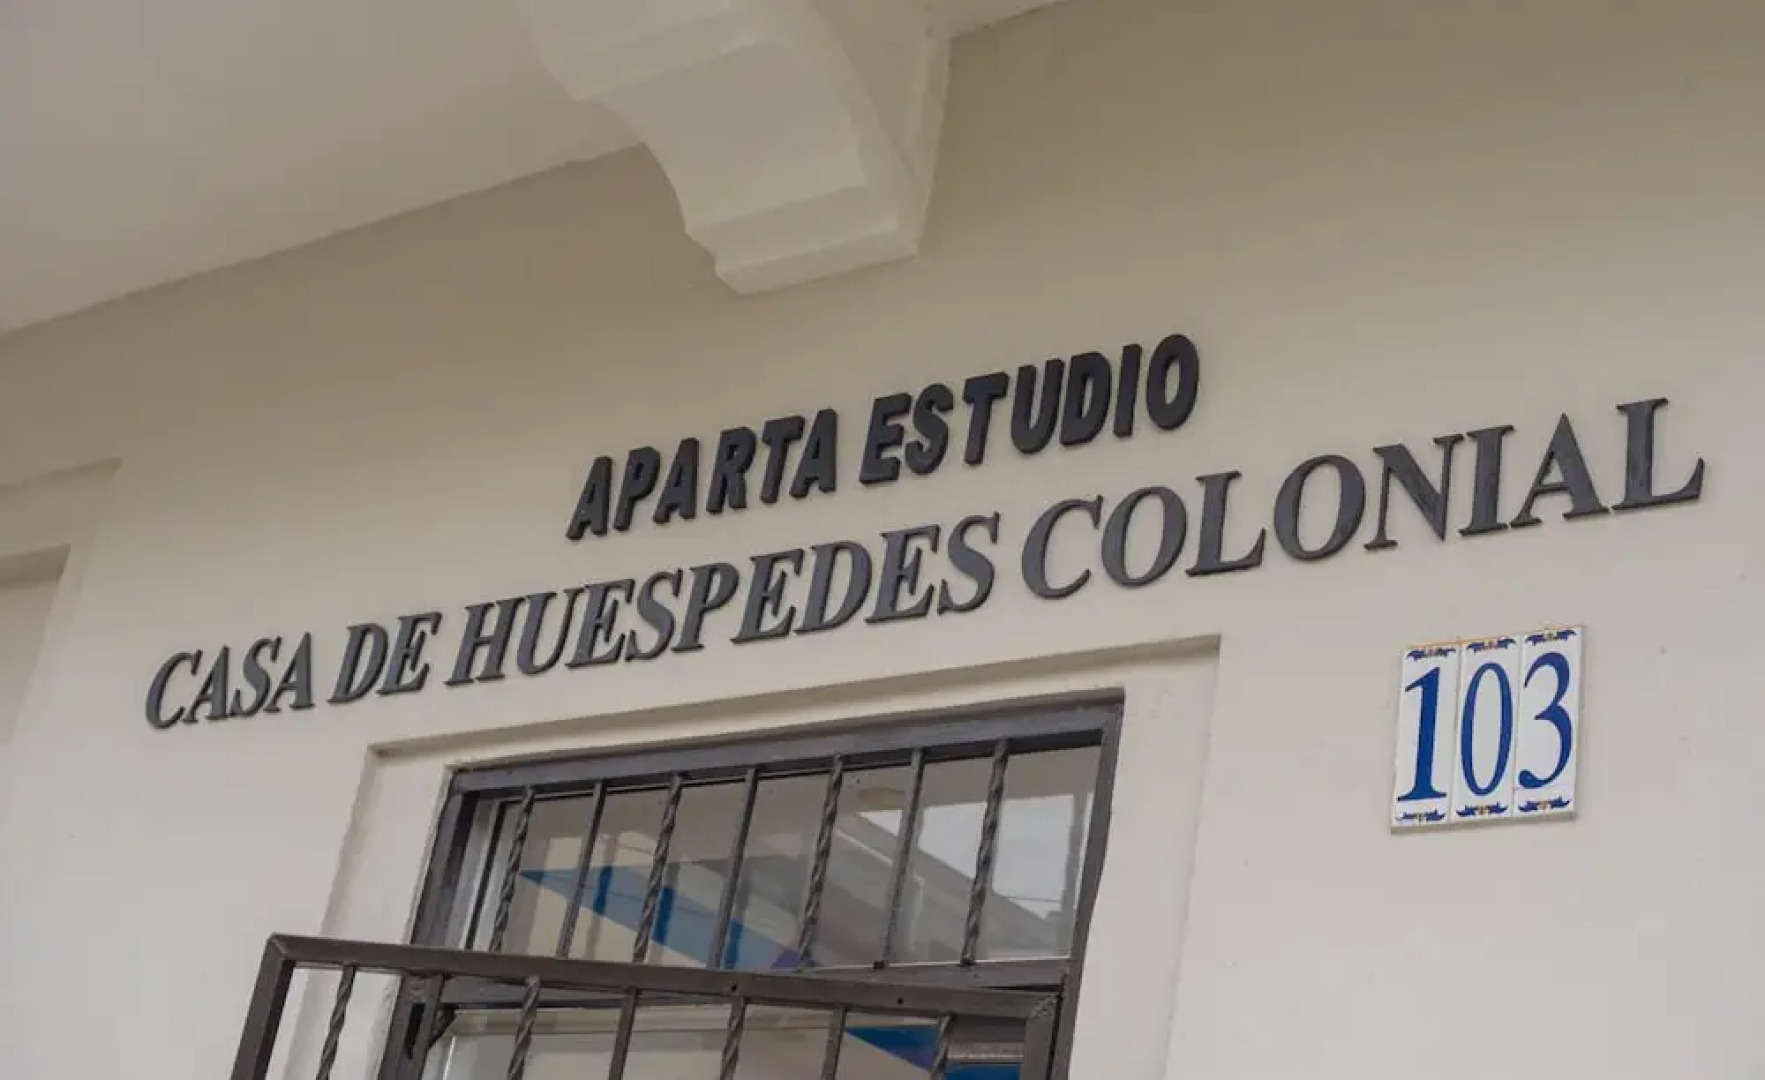 APARTA ESTUDIO
CASA DE HUESPEDES COLONIAL
103